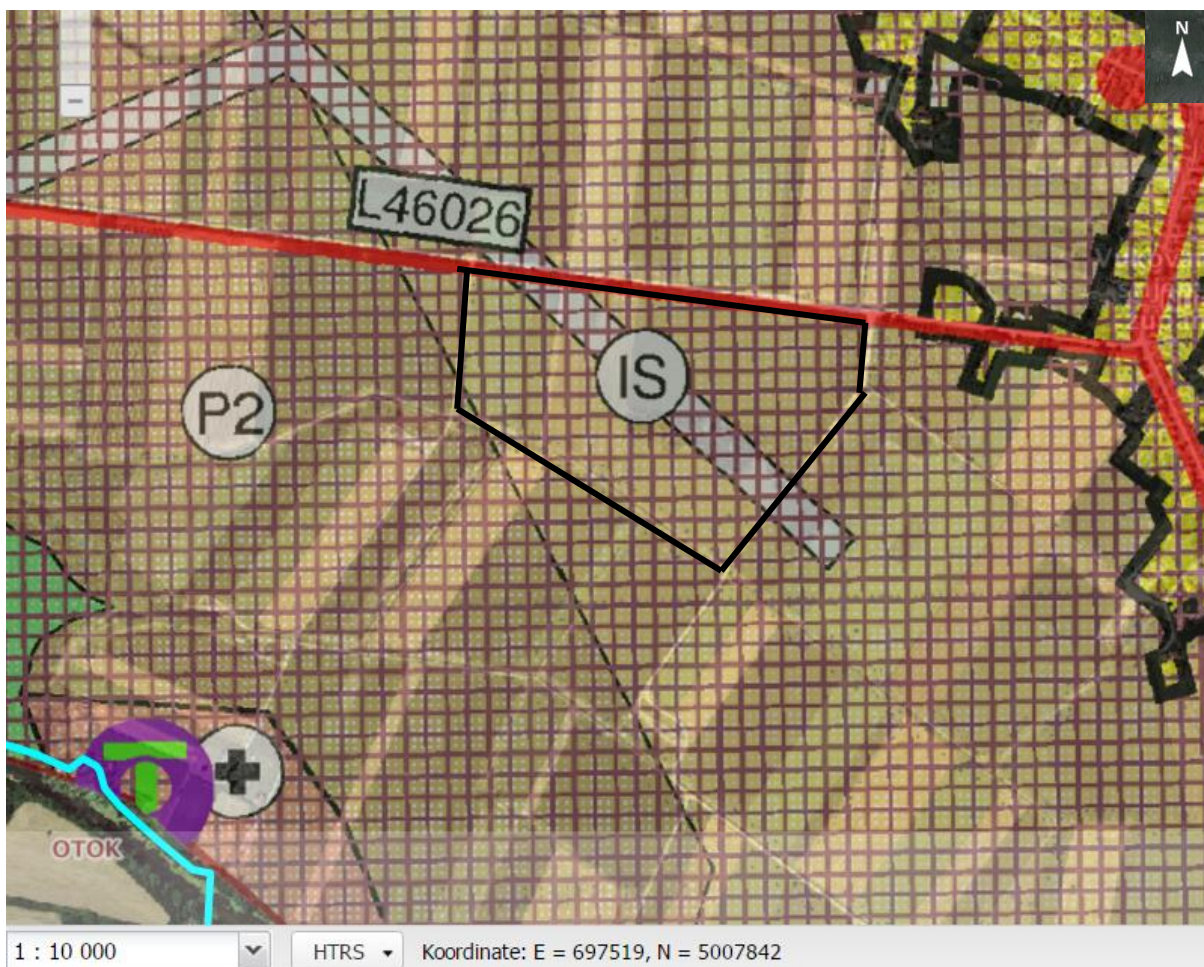 N
L46026
IS
P2
OTOK
1 : 10 000
HTRS
Koordinate: E = 697519, N = 5007842